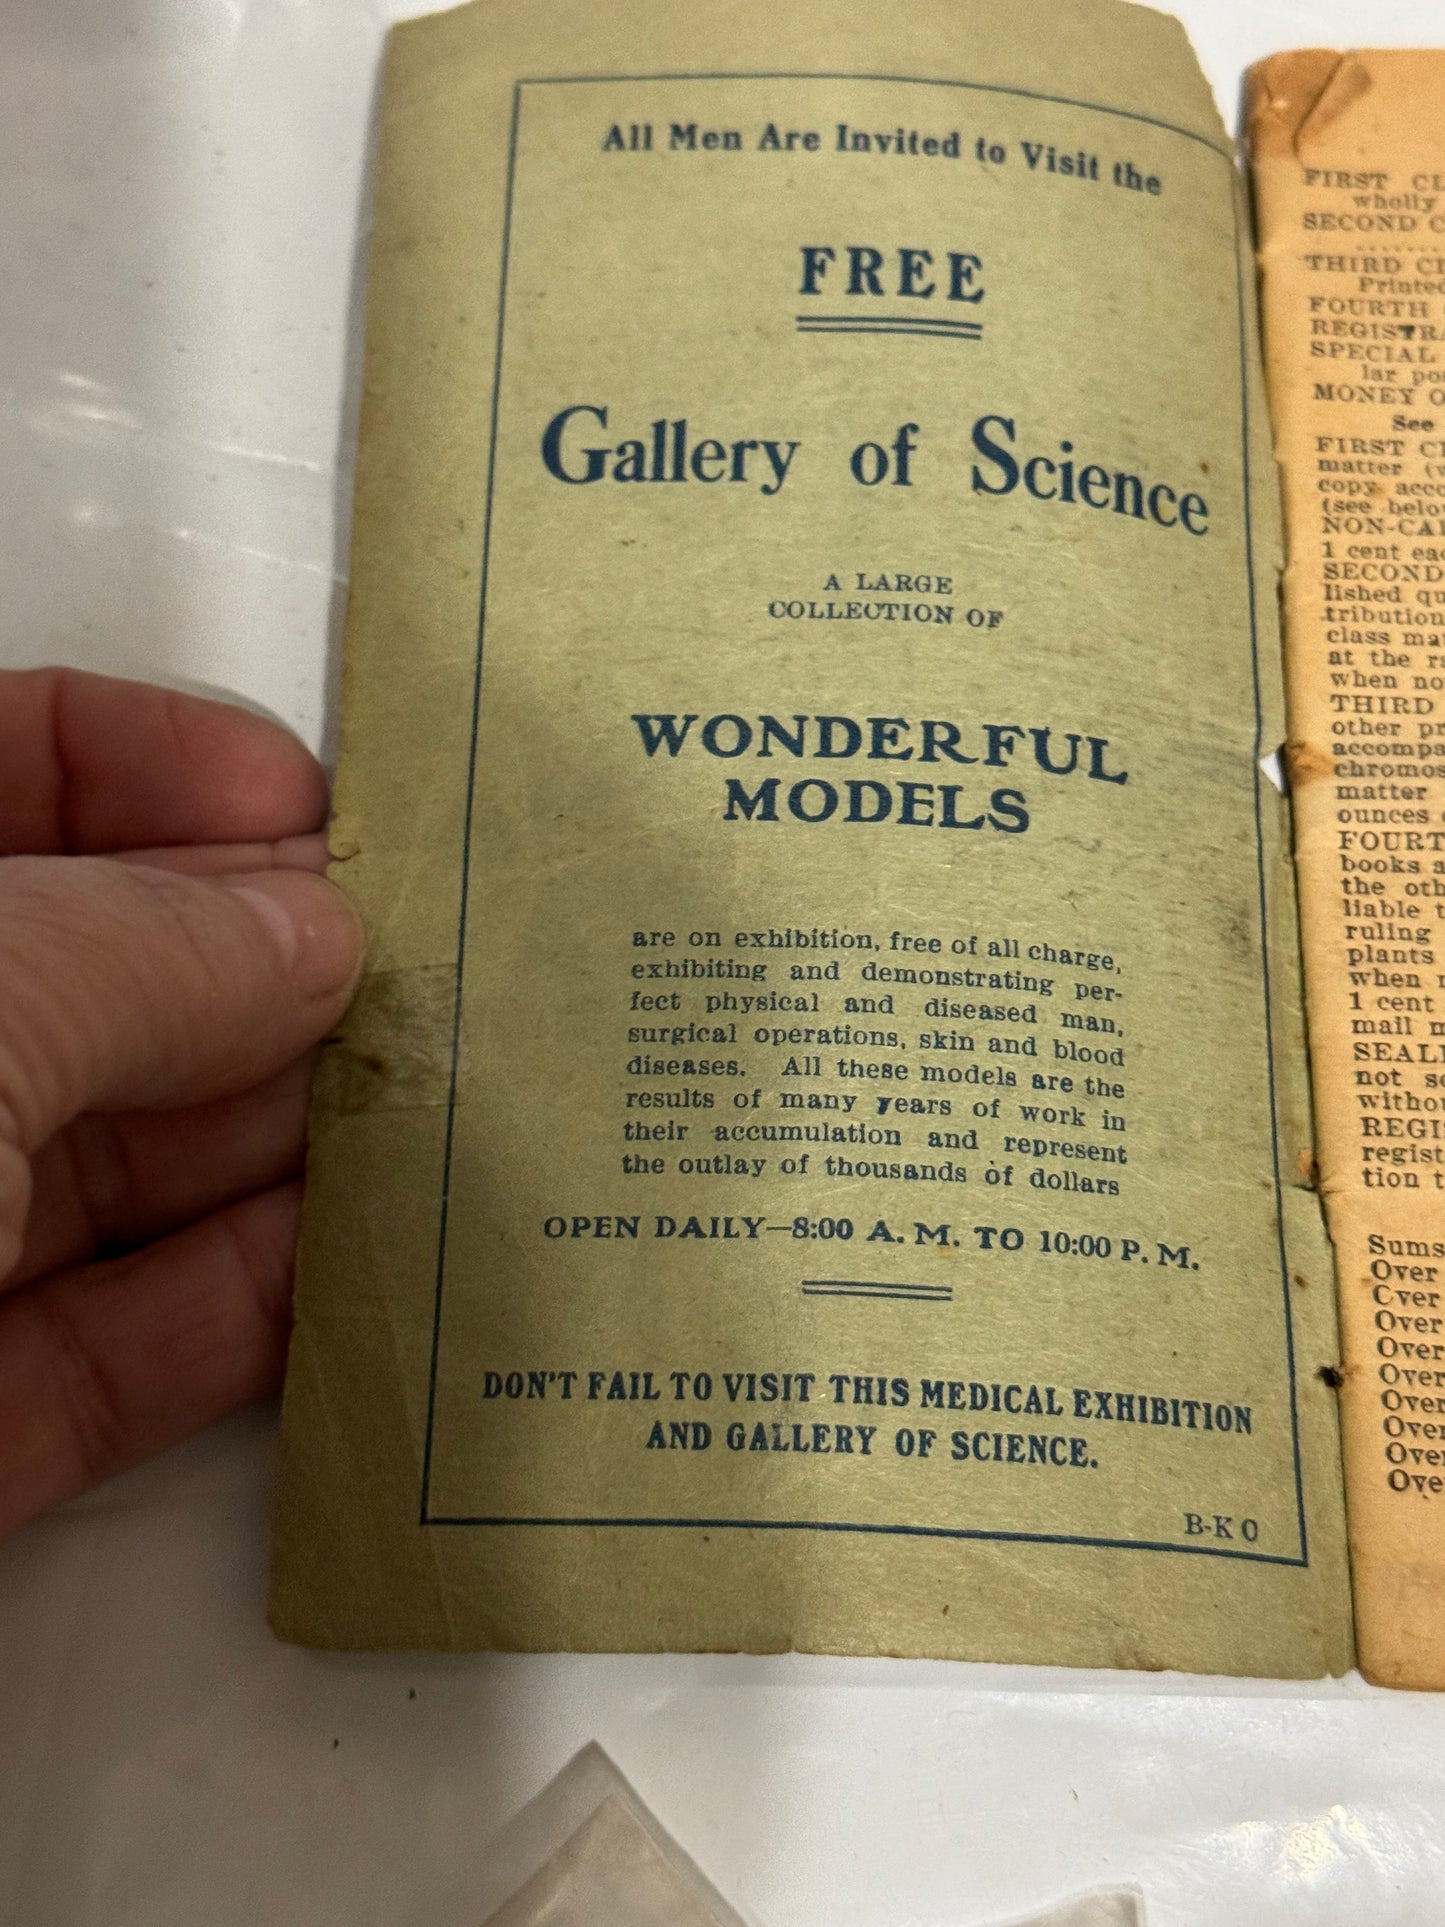 All Men Are Invited to Visit the
FREE
Gallery of Science
A LARGE
COLLECTION OF
WONDERFUL
MODELS
are on exhibition, free of all charge,
exhibiting and demonstrating per-
fect physical and diseased man,
surgical operations, skin and blood
diseases. All these models are the
results of many years of work in
their accumulation and represent
the outlay of thousands of dollars
OPEN DAILY—8:00 A. M. TO 10:00 P. M.
DON'T FAIL TO VISIT THIS MEDICAL EXHIBITION
AND GALLERY OF SCIENCE.
B-K O
FIRST
wholly
SECOND
THIRD
Printed
FOURTH
SPECIAL
lar
MONEY
See
FIRST
matter
copy
(see
1 cent
SECOND
lished
class
at the
when
THIRD
other
matter
ounces
books
the
liable
ruling
plants
when
1 cent
mail
not
tion
Sums
Over
Cver
Over
Over
Over
Over
Over
Over